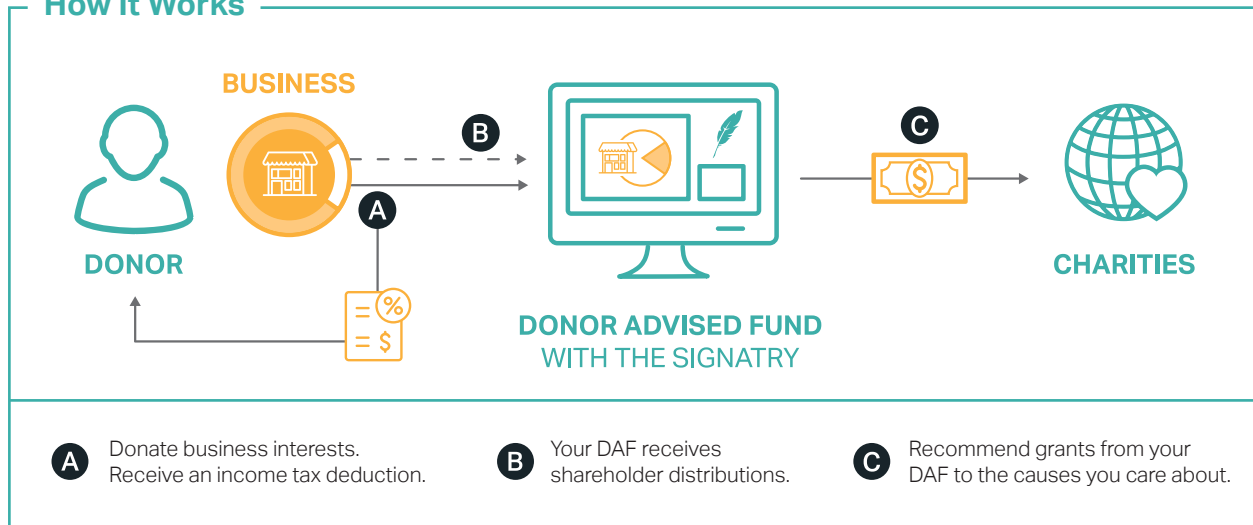 How It Works
BUSINESS
B
C
$
A
DONOR
%
= $
CHARITIES
DONOR ADVISED FUND
WITH THE SIGNATRY
A
Donate business interests.
Receive an income tax deduction.
B
Your DAF receives
shareholder distributions.
C
Recommend grants from your
DAF to the causes you care about.